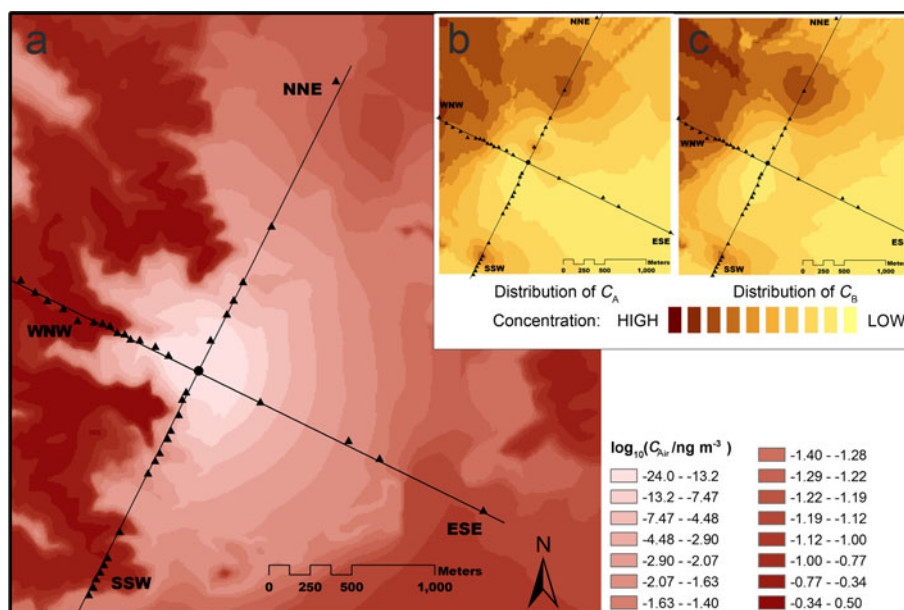 a
NNE
WNW
SSW
ESE
Meters
0 250 500 1,000
N
b
NNE
WNW
SSW
ESE
Meters
0 250 500 1,000
c
NNE
WNW
SSW
ESE
Meters
0 250 500 1,000
Distribution of CA
Distribution of CB
Concentration: HIGH LOW
log10(CAir/ng m-3)
-24.0 - -13.2
-13.2 - -7.47
-7.47 - -4.48
-4.48 - -2.90
-2.90 - -2.07
-2.07 - -1.63
-1.63 - -1.40
-1.40 - -1.28
-1.29 - -1.22
-1.22 - -1.19
-1.19 - -1.12
-1.12 - -1.00
-1.00 - -0.77
-0.77 - -0.34
-0.34 - 0.50